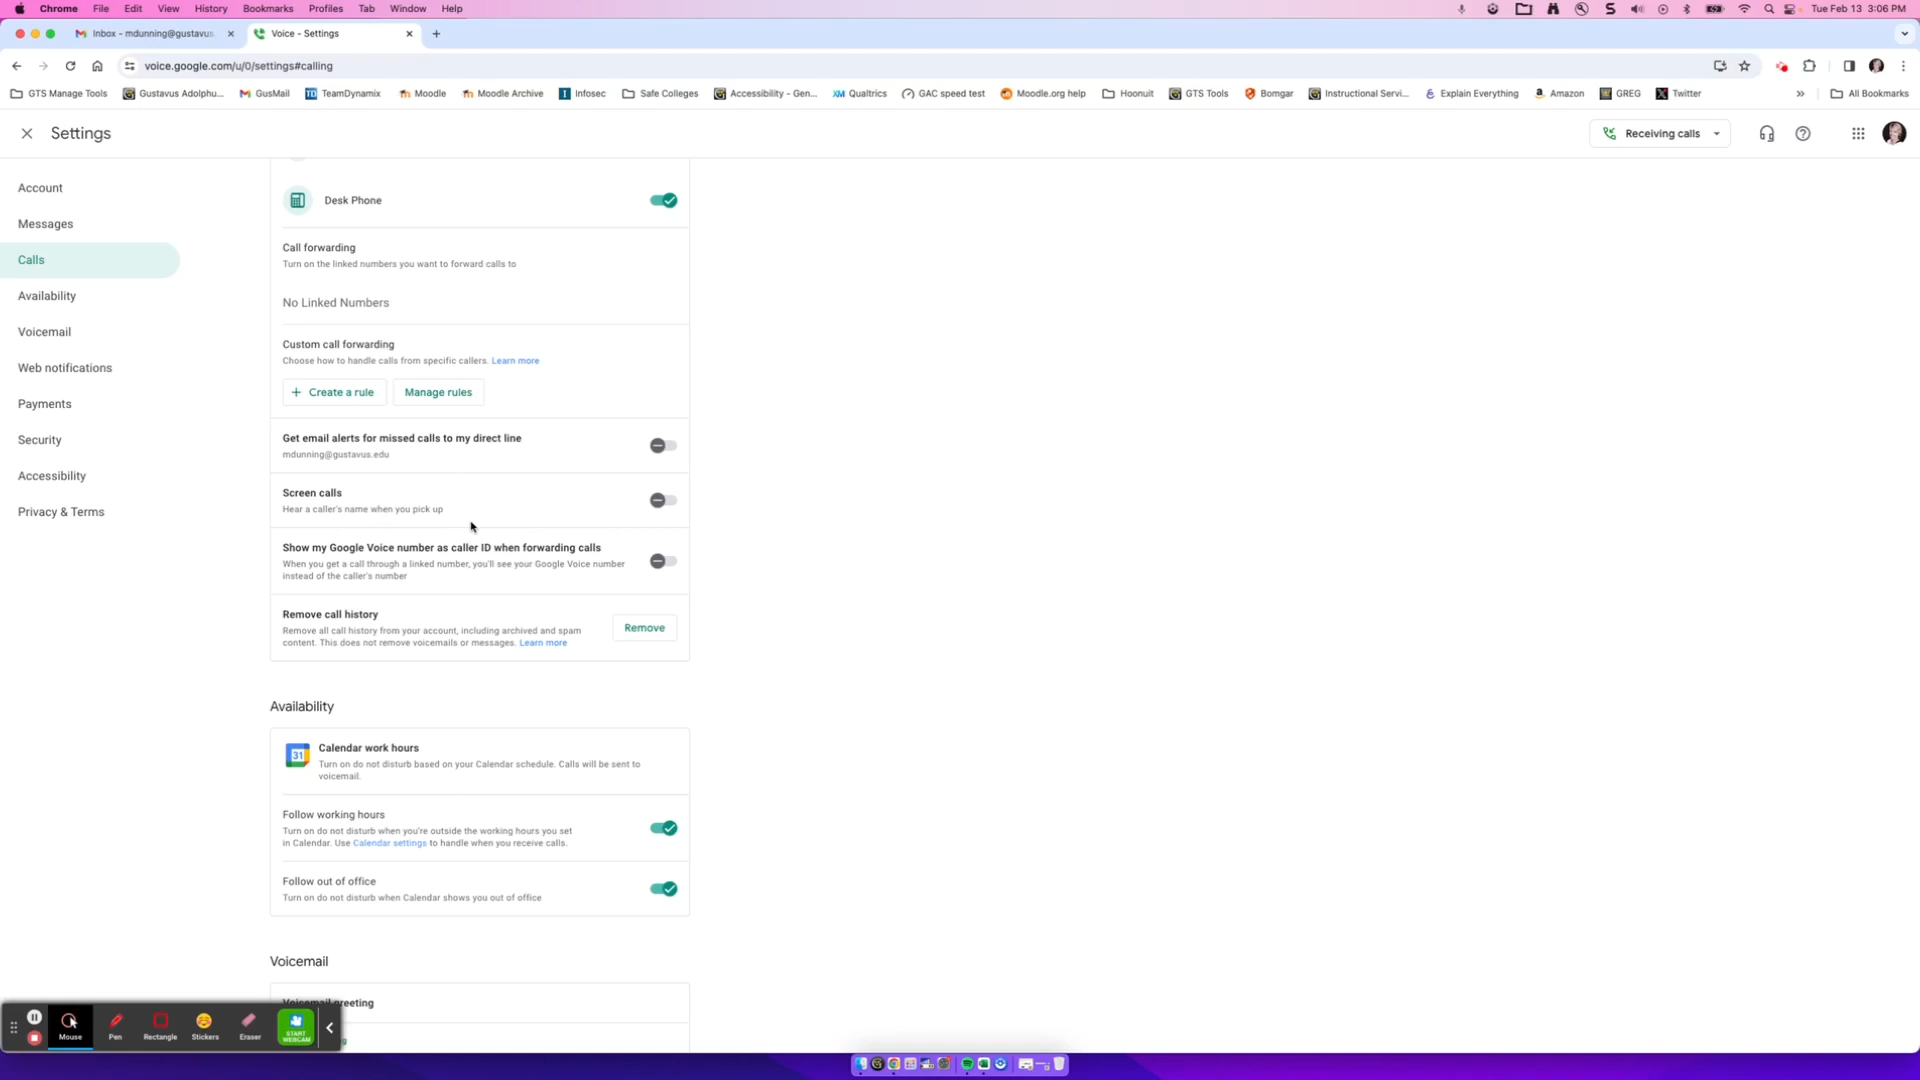 Chrome File Edit View History Bookmarks Profiles Tab Window Help Tue Feb 13 3:06 PM
Inbox - mdunning@gustavus. Voice - Settings
voice.google.com/u/0/settings#calling
GTS Manage Tools Gustavus Adolphu... GusMail TeamDynamix Moodle Moodle Archive Infosec Safe Colleges Accessibility - Gen... Qualtrics GAC speed test Moodle.org help Hoonuit GTS Tools Bomgar Instructional Servi... Explain Everything Amazon GREG Twitter » All Bookmarks
Settings
Receiving calls
Account
Messages
Calls
Availability
Voicemail
Web notifications
Payments
Security
Accessibility
Privacy & Terms
Desk Phone
Call forwarding
Turn on the linked numbers you want to forward calls to
No Linked Numbers
Custom call forwarding
Choose how to handle calls from specific callers. Learn more
+ Create a rule Manage rules
Get email alerts for missed calls to my direct line
mdunning@gustavus.edu
Screen calls
Hear a caller's name when you pick up
Show my Google Voice number as caller ID when forwarding calls
When you get a call through a linked number, you'll see your Google Voice number
instead of the caller's number
Remove call history
Remove all call history from your account, including archived and spam
content. This does not remove voicemails or messages. Learn more
Remove
Availability
31
Calendar work hours
Turn on do not disturb based on your Calendar schedule. Calls will be sent to
voicemail.
Follow working hours
Turn on do not disturb when you're outside the working hours you set
in Calendar. Use Calendar settings to handle when you receive calls.
Follow out of office
Turn on do not disturb when Calendar shows you out of office
Voicemail
Voicemail greeting
Mouse Pen Rectangle Stickers Eraser START
WEBCAM